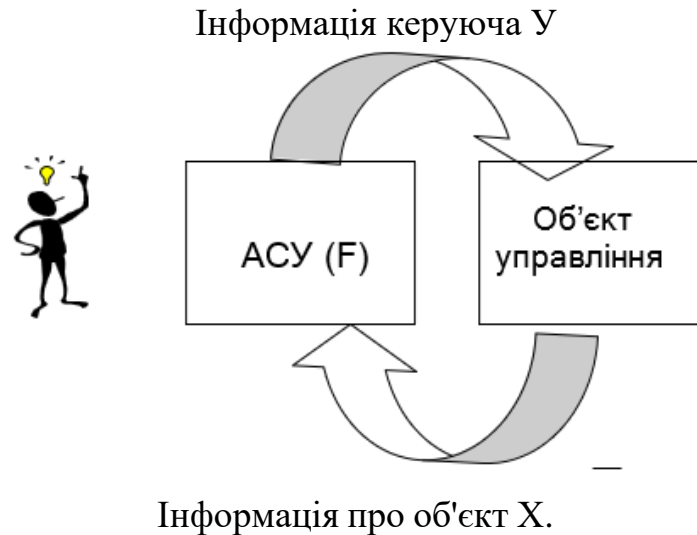 Інформація керуюча У
АСУ (F)
Об’єкт
управління
Інформація про об'єкт Х.